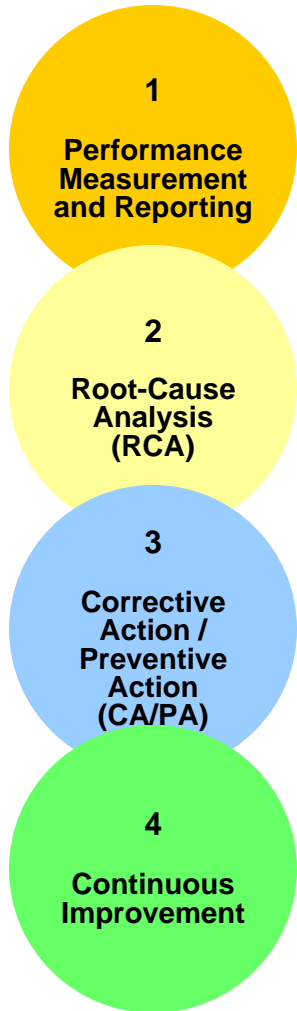 1
Performance
Measurement
and Reporting
2
Root-Cause
Analysis
(RCA)
3
Corrective
Action /
Preventive
Action
(CA/PA)
4
Continuous
Improvement